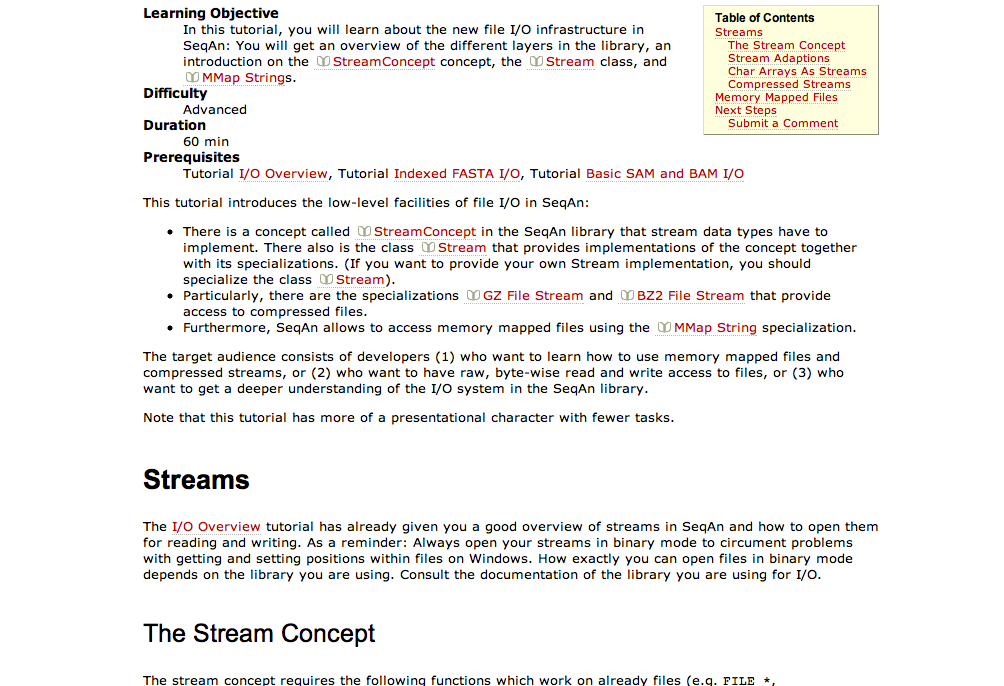 Learning Objective
In this tutorial, you will learn about the new file I/O infrastructure in
SeqAn: You will get an overview of the different layers in the library, an
introduction on the StreamConcept concept, the Stream class, and
MMap Strings.
Difficulty
Advanced
Duration
60 min
Prerequisites
Tutorial I/O Overview, Tutorial Indexed FASTA I/O, Tutorial Basic SAM and BAM I/O
Table of Contents
Streams
The Stream Concept
Stream Adaptions
Char Arrays As Streams
Compressed Streams
Memory Mapped Files
Next Steps
Submit a Comment
This tutorial introduces the low-level facilities of file I/O in SeqAn:
• There is a concept called StreamConcept in the SeqAn library that stream data types have to
implement. There also is the class Stream that provides implementations of the concept together
with its specializations. (If you want to provide your own Stream implementation, you should
specialize the class Stream).
• Particularly, there are the specializations GZ File Stream and BZ2 File Stream that provide
access to compressed files.
• Furthermore, SeqAn allows to access memory mapped files using the MMap String specialization.
The target audience consists of developers (1) who want to learn how to use memory mapped files and
compressed streams, or (2) who want to have raw, byte-wise read and write access to files, or (3) who
want to get a deeper understanding of the I/O system in the SeqAn library.
Note that this tutorial has more of a presentational character with fewer tasks.
Streams
The I/O Overview tutorial has already given you a good overview of streams in SeqAn and how to open them
for reading and writing. As a reminder: Always open your streams in binary mode to circument problems
with getting and setting positions within files on Windows. How exactly you can open files in binary mode
depends on the library you are using. Consult the documentation of the library you are using for I/O.
The Stream Concept
The stream concept requires the following functions which work on already files (e.g. FILE *,